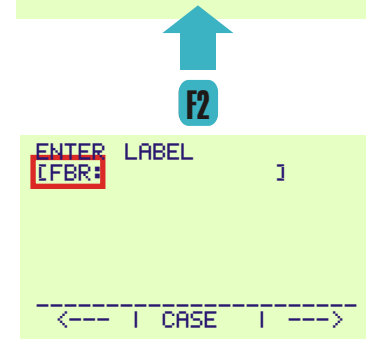 F2
ENTER LABEL
[FBR:                ]
<--- | CASE | --->